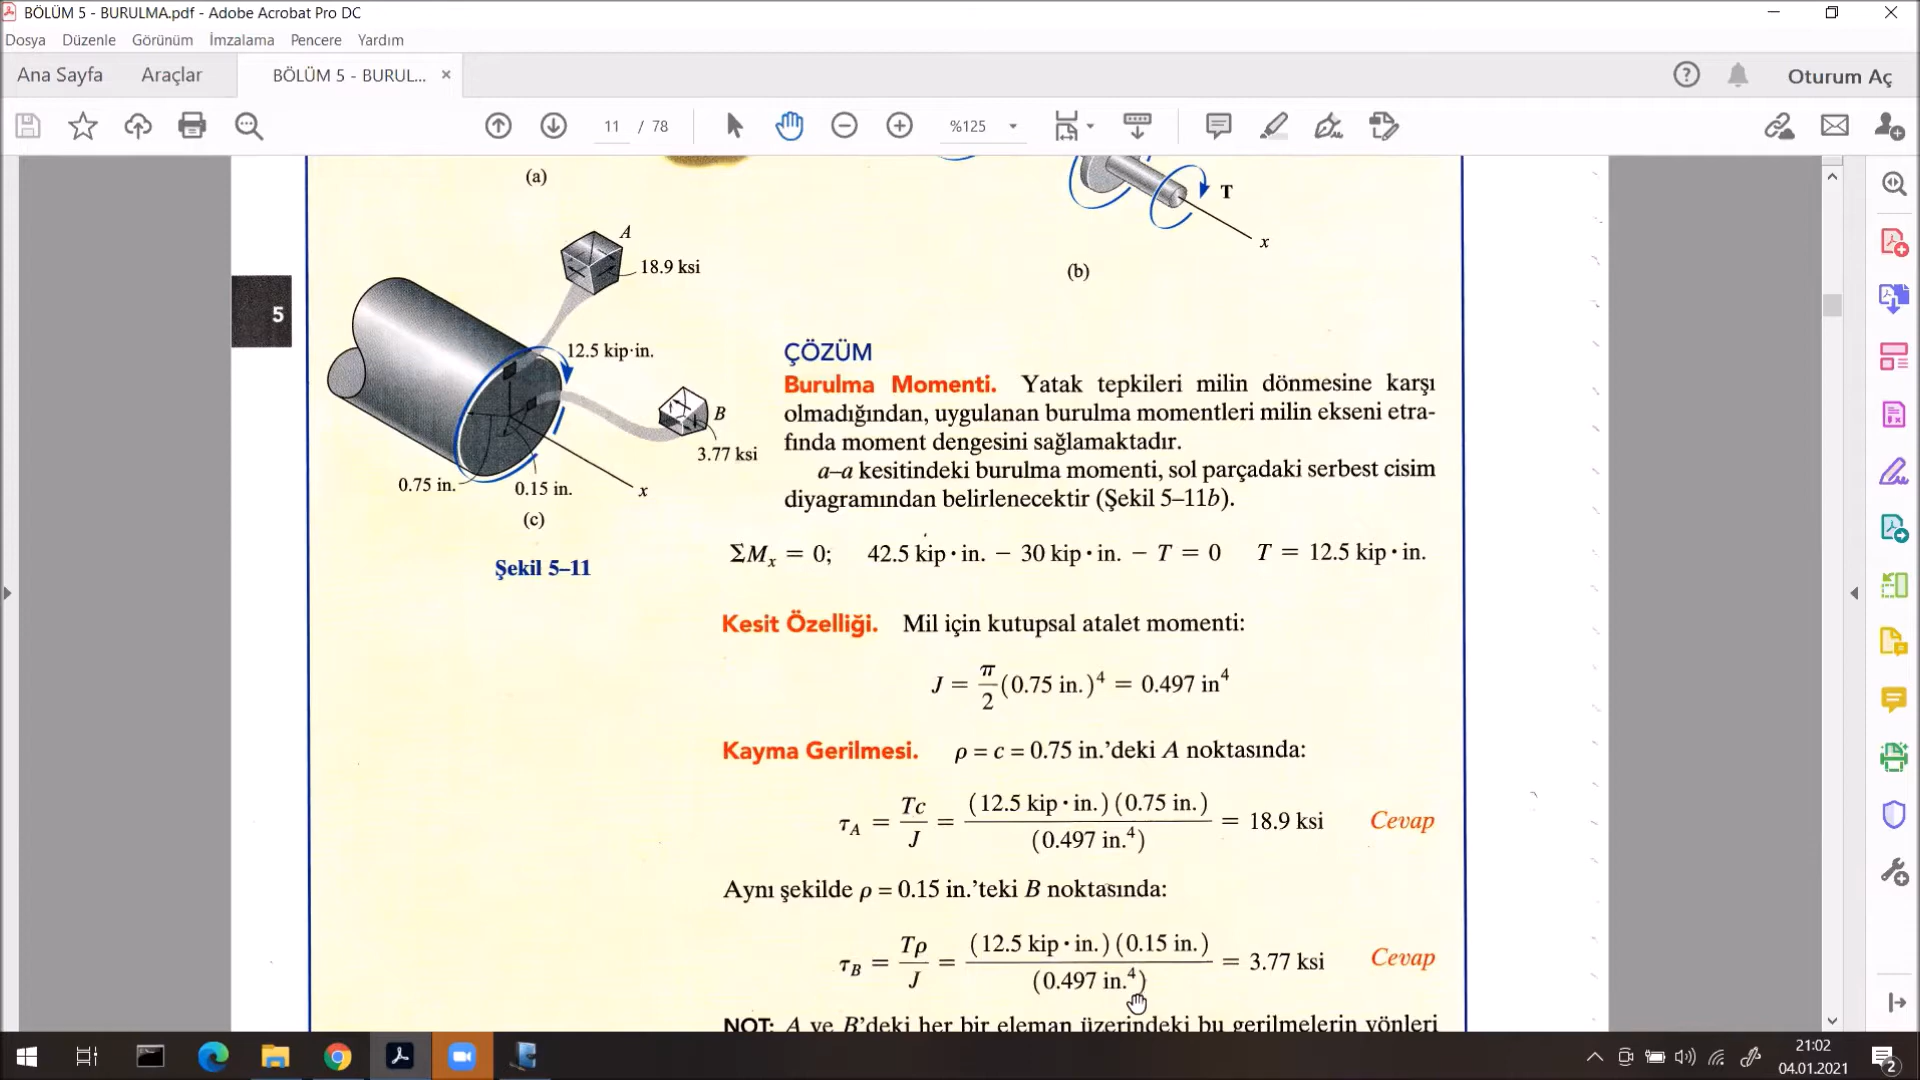 BÖLÜM 5 - BURULMA.pdf - Adobe Acrobat Pro DC
Dosya Düzenle Görünüm İmzalama Pencere Yardım
Ana Sayfa Araçlar BÖLÜM 5 - BURUL... × Oturum Aç
11 / 78 %125
(a)
T
x
(b)
A
18.9 ksi
5
12.5 kip·in.
B
3.77 ksi
0.75 in.
0.15 in.
x
(c)
Şekil 5–11
ÇÖZÜM
Burulma Momenti. Yatak tepkileri milin dönmesine karşı
olmadığından, uygulanan burulma momentleri milin ekseni etra-
fında moment dengesini sağlamaktadır.
a–a kesitindeki burulma momenti, sol parçadaki serbest cisim
diyagramından belirlenecektir (Şekil 5–11b).
ΣMₓ = 0; 42.5 kip·in. − 30 kip·in. − T = 0 T = 12.5 kip·in.
Kesit Özelliği. Mil için kutupsal atalet momenti:
J = π/2 (0.75 in.)⁴ = 0.497 in⁴
Kayma Gerilmesi. ρ = c = 0.75 in.’deki A noktasında:
τ_A = Tc/J = (12.5 kip·in.)(0.75 in.)/(0.497 in.⁴) = 18.9 ksi Cevap
Aynı şekilde ρ = 0.15 in.’teki B noktasında:
τ_B = Tρ/J = (12.5 kip·in.)(0.15 in.)/(0.497 in.⁴) = 3.77 ksi Cevap
NOT: A ve B’deki her bir eleman üzerindeki bu gerilmelerin yönleri
21:02
04.01.2021
2